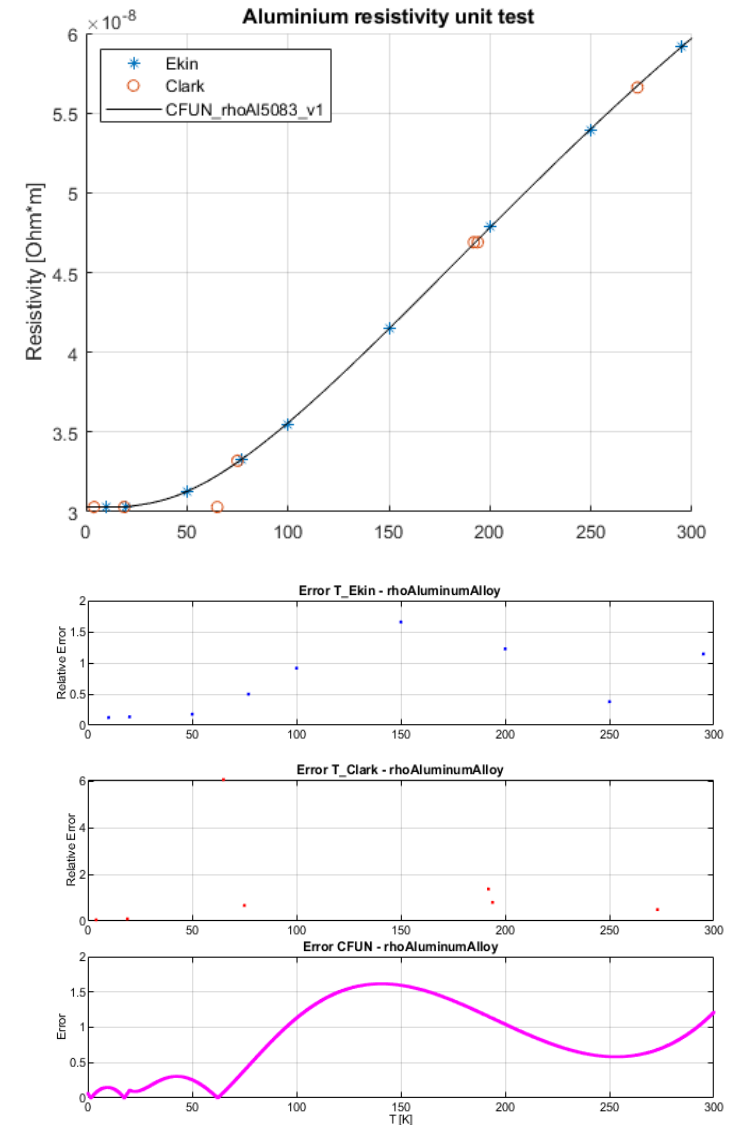 Aluminium resistivity unit test
×10⁻⁸
Ekin
Clark
CFUN_rhoAl5083_v1
Resistivity [Ohm*m]
6
5.5
5
4.5
4
3.5
3
0 50 100 150 200 250 300
Error T_Ekin - rhoAluminumAlloy
Relative Error
2
1.5
1
0.5
0
0 50 100 150 200 250 300
Error T_Clark - rhoAluminumAlloy
Relative Error
6
4
2
0
0 50 100 150 200 250 300
Error CFUN - rhoAluminumAlloy
Error
2
1.5
1
0.5
0
0 50 100 150 200 250 300
T [K]